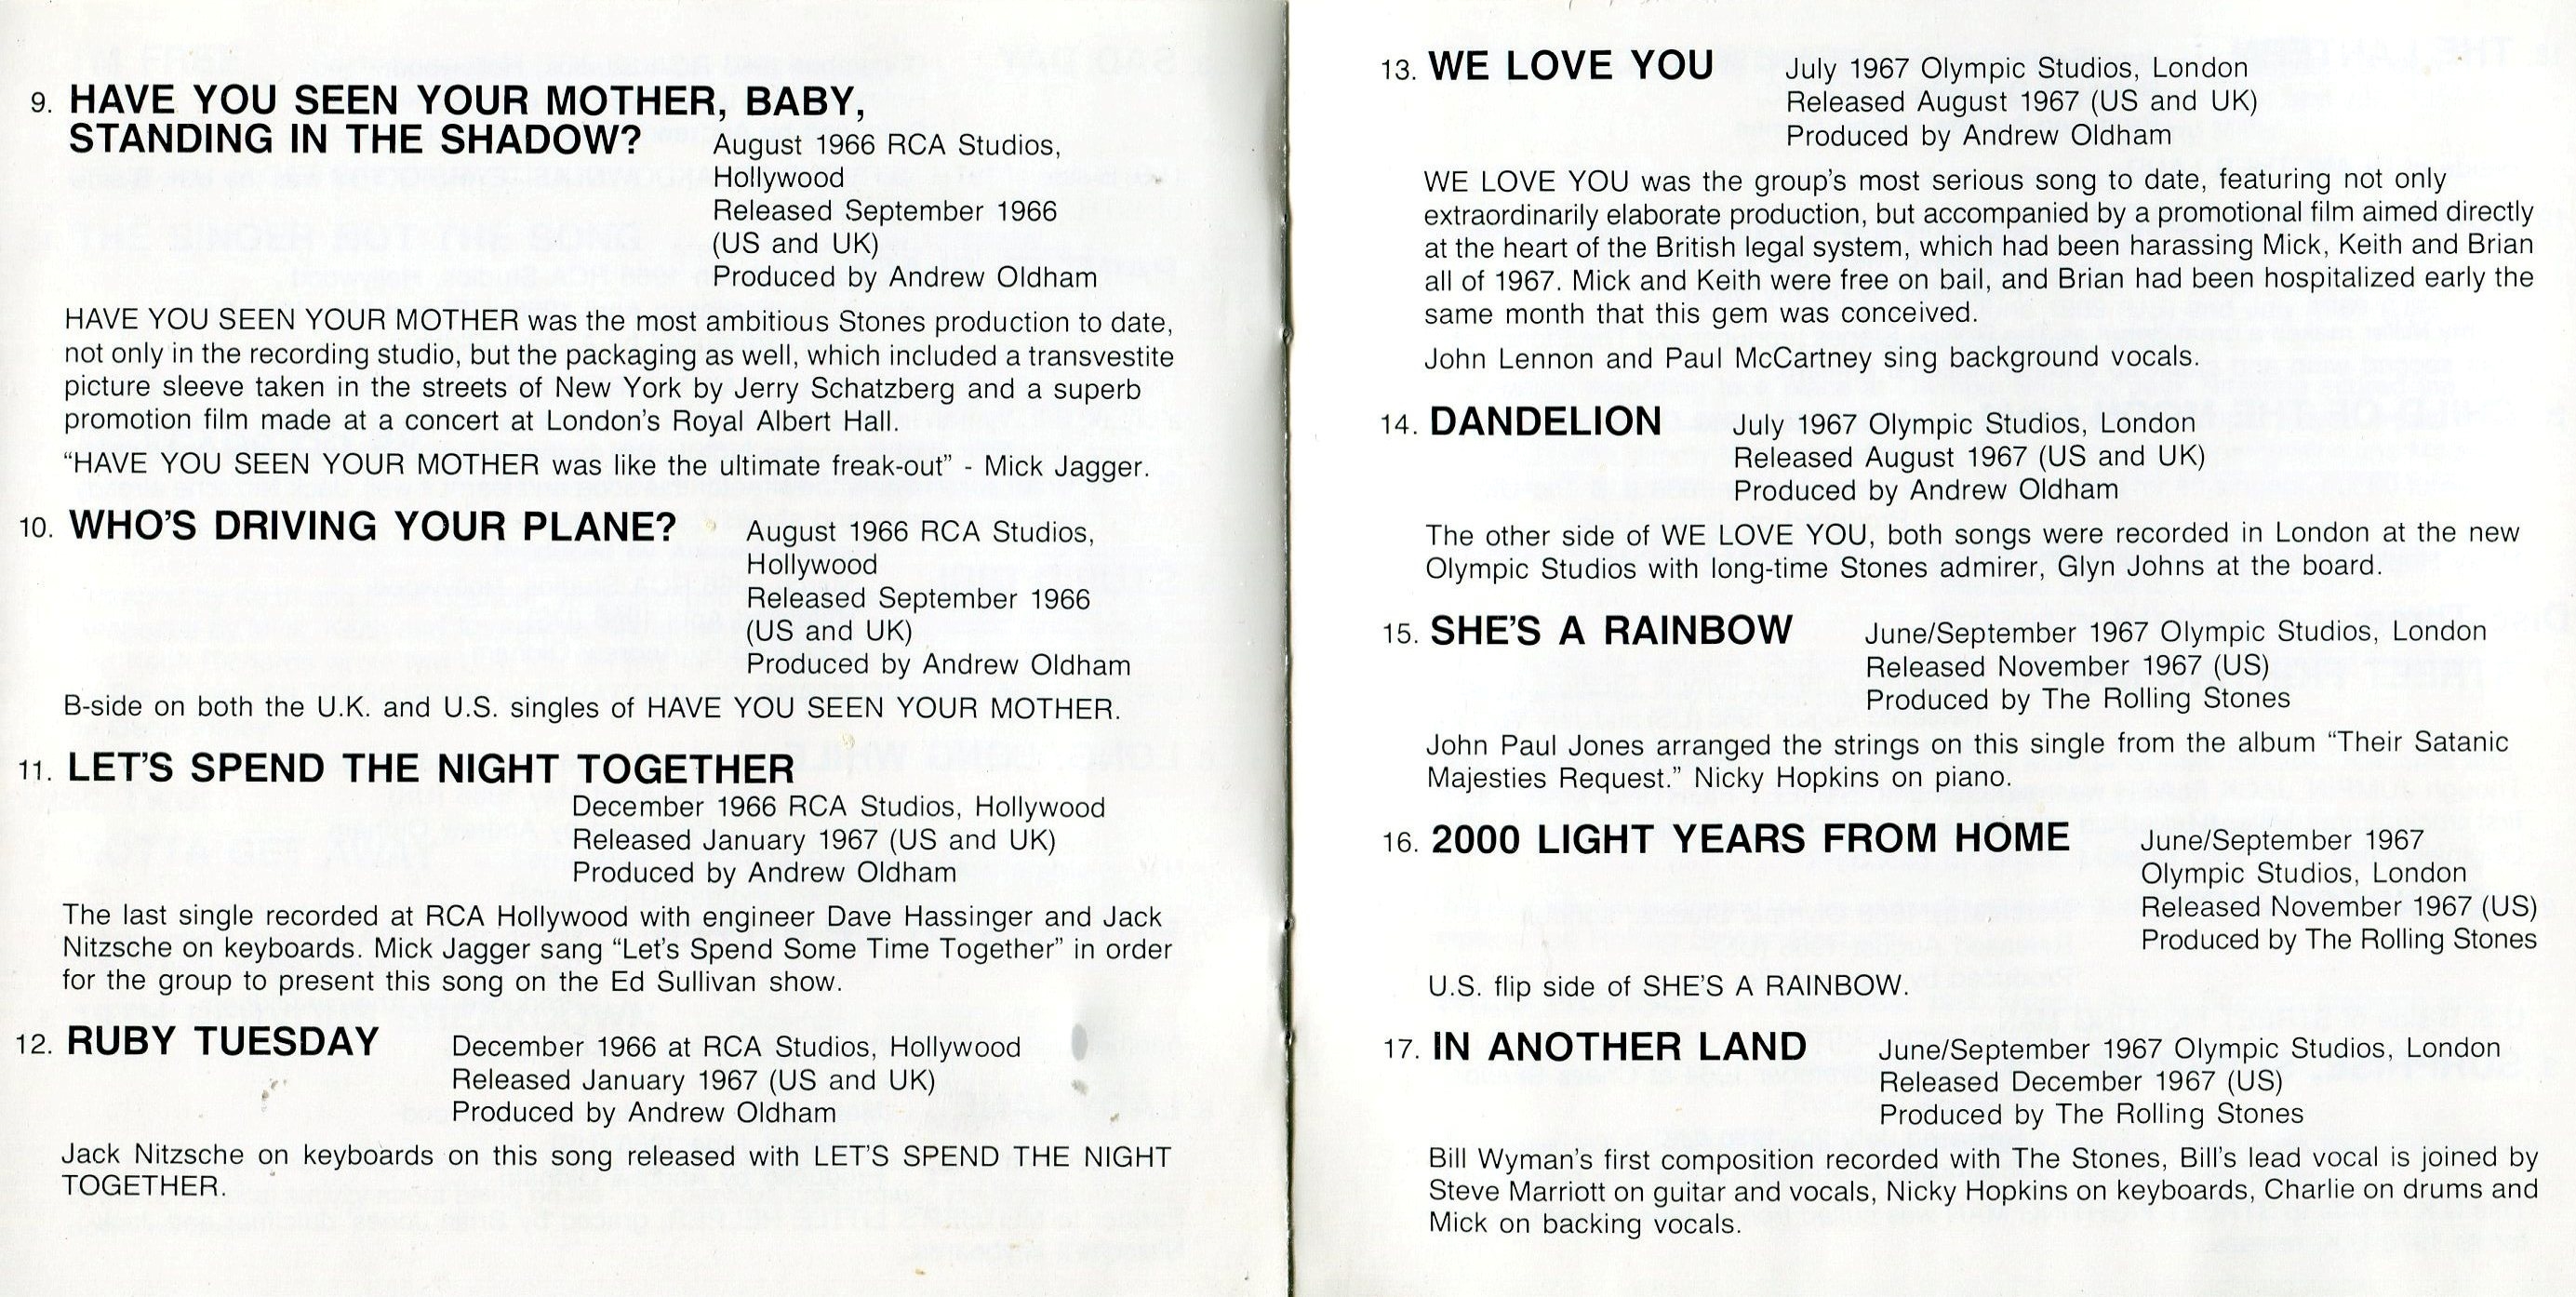 9. HAVE YOU SEEN YOUR MOTHER, BABY,
STANDING IN THE SHADOW?
August 1966 RCA Studios,
Hollywood
Released September 1966
(US and UK)
Produced by Andrew Oldham
HAVE YOU SEEN YOUR MOTHER was the most ambitious Stones production to date,
not only in the recording studio, but the packaging as well, which included a transvestite
picture sleeve taken in the streets of New York by Jerry Schatzberg and a superb
promotion film made at a concert at London's Royal Albert Hall.
“HAVE YOU SEEN YOUR MOTHER was like the ultimate freak-out” - Mick Jagger.
10. WHO'S DRIVING YOUR PLANE?
August 1966 RCA Studios,
Hollywood
Released September 1966
(US and UK)
Produced by Andrew Oldham
B-side on both the U.K. and U.S. singles of HAVE YOU SEEN YOUR MOTHER.
11. LET'S SPEND THE NIGHT TOGETHER
December 1966 RCA Studios, Hollywood
Released January 1967 (US and UK)
Produced by Andrew Oldham
The last single recorded at RCA Hollywood with engineer Dave Hassinger and Jack
Nitzsche on keyboards. Mick Jagger sang “Let's Spend Some Time Together” in order
for the group to present this song on the Ed Sullivan show.
12. RUBY TUESDAY
December 1966 at RCA Studios, Hollywood
Released January 1967 (US and UK)
Produced by Andrew Oldham
Jack Nitzsche on keyboards on this song released with LET'S SPEND THE NIGHT
TOGETHER.
13. WE LOVE YOU
July 1967 Olympic Studios, London
Released August 1967 (US and UK)
Produced by Andrew Oldham
WE LOVE YOU was the group's most serious song to date, featuring not only
extraordinarily elaborate production, but accompanied by a promotional film aimed directly
at the heart of the British legal system, which had been harassing Mick, Keith and Brian
all of 1967. Mick and Keith were free on bail, and Brian had been hospitalized early the
same month that this gem was conceived.
John Lennon and Paul McCartney sing background vocals.
14. DANDELION
July 1967 Olympic Studios, London
Released August 1967 (US and UK)
Produced by Andrew Oldham
The other side of WE LOVE YOU, both songs were recorded in London at the new
Olympic Studios with long-time Stones admirer, Glyn Johns at the board.
15. SHE'S A RAINBOW
June/September 1967 Olympic Studios, London
Released November 1967 (US)
Produced by The Rolling Stones
John Paul Jones arranged the strings on this single from the album “Their Satanic
Majesties Request.” Nicky Hopkins on piano.
16. 2000 LIGHT YEARS FROM HOME
June/September 1967
Olympic Studios, London
Released November 1967 (US)
Produced by The Rolling Stones
U.S. flip side of SHE'S A RAINBOW.
17. IN ANOTHER LAND
June/September 1967 Olympic Studios, London
Released December 1967 (US)
Produced by The Rolling Stones
Bill Wyman's first composition recorded with The Stones, Bill's lead vocal is joined by
Steve Marriott on guitar and vocals, Nicky Hopkins on keyboards, Charlie on drums and
Mick on backing vocals.